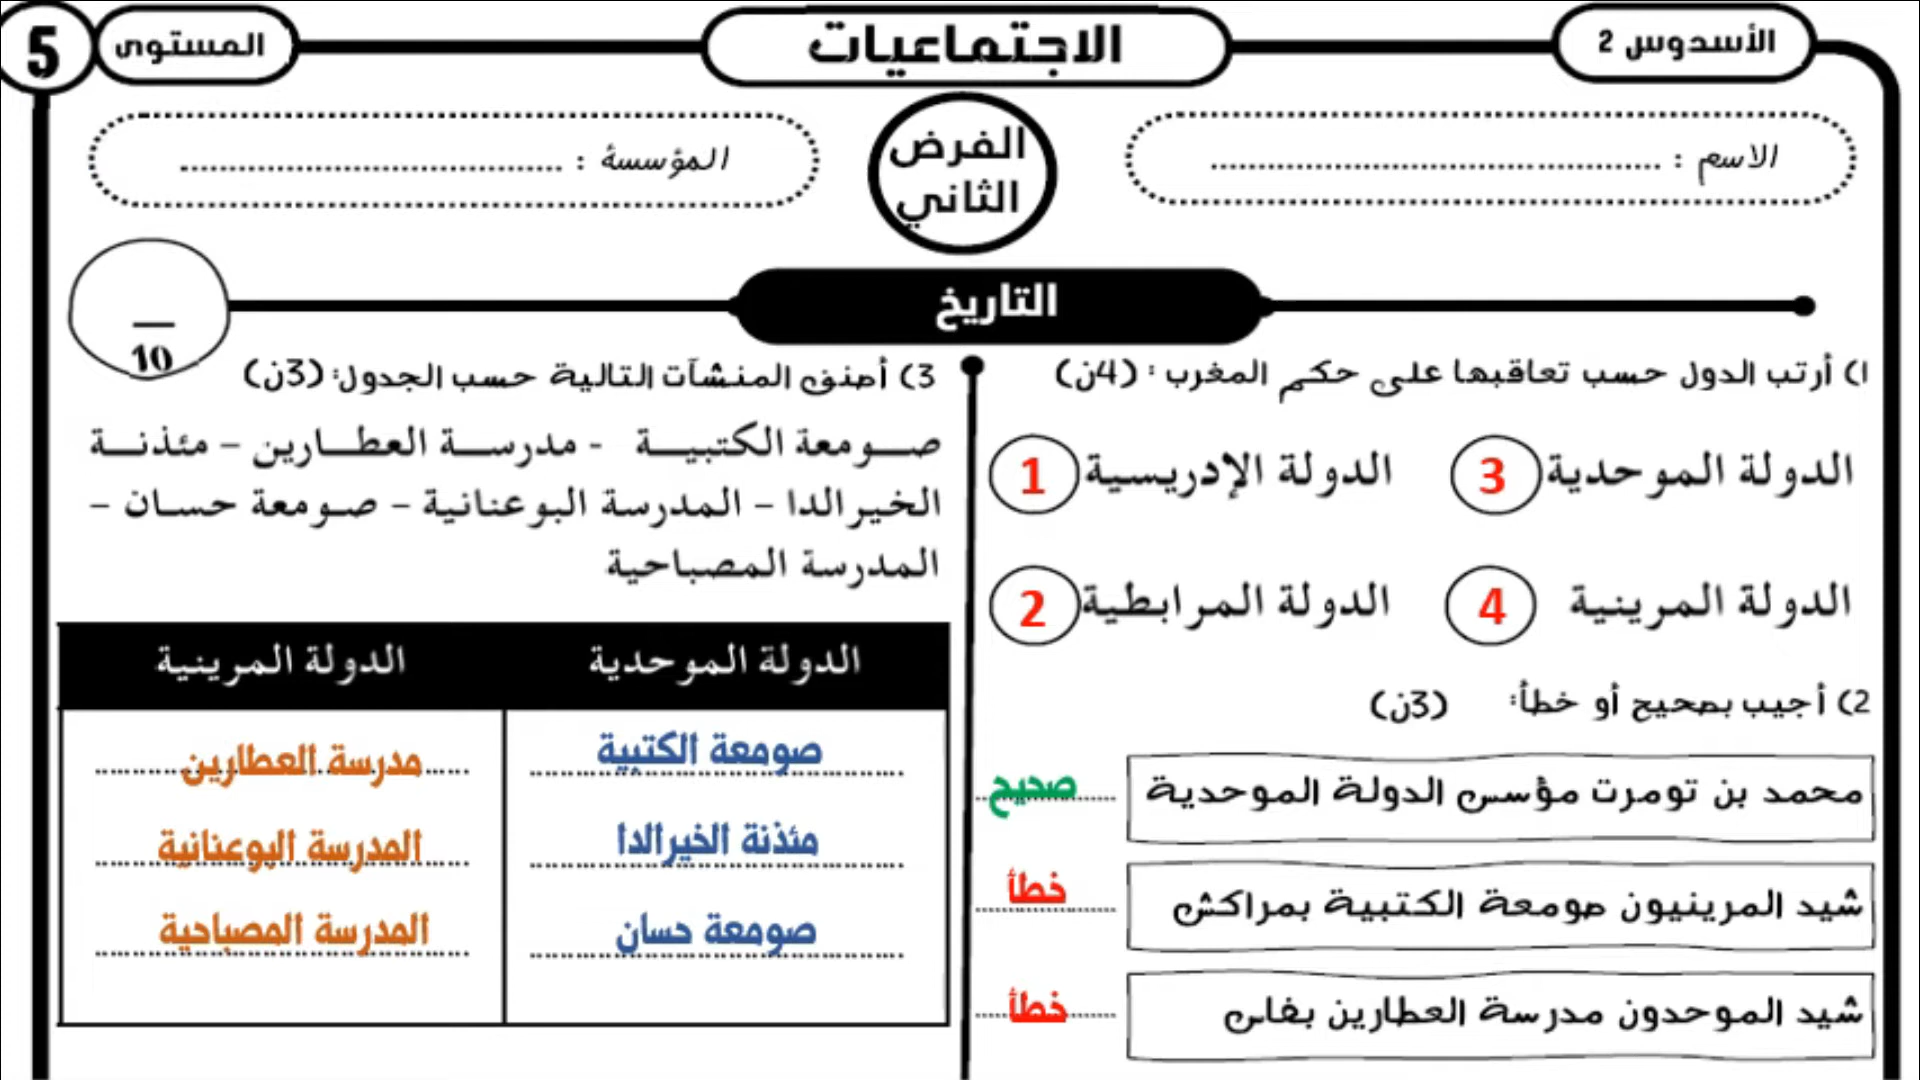 الأسدوس 2
الاجتماعيات
المستوى 5
الاسم : ........................................
الفرض الثاني
المؤسسة : ........................................
التاريخ
10
1) أرتب الدول حسب تعاقبها على حكم المغرب : (4ن)
الدولة الموحدية 3 الدولة الإدريسية 1
الدولة المرينية 4 الدولة المرابطية 2
2) أجيب بصحيح أو خطأ: (3ن)
محمد بن تومرت مؤسس الدولة الموحدية صحيح
شيد المرينيون صومعة الكتبية بمراكش خطأ
شيد الموحدون مدرسة العطارين بفاس خطأ
3) أصنف المنشآت التالية حسب الجدول: (3ن)
صومعة الكتبية - مدرسة العطارين – مئذنة
الخيرالدا – المدرسة البوعنانية – صومعة حسان –
المدرسة المصباحية
الدولة الموحدية الدولة المرينية
صومعة الكتبية مدرسة العطارين
مئذنة الخيرالدا المدرسة البوعنانية
صومعة حسان المدرسة المصباحية